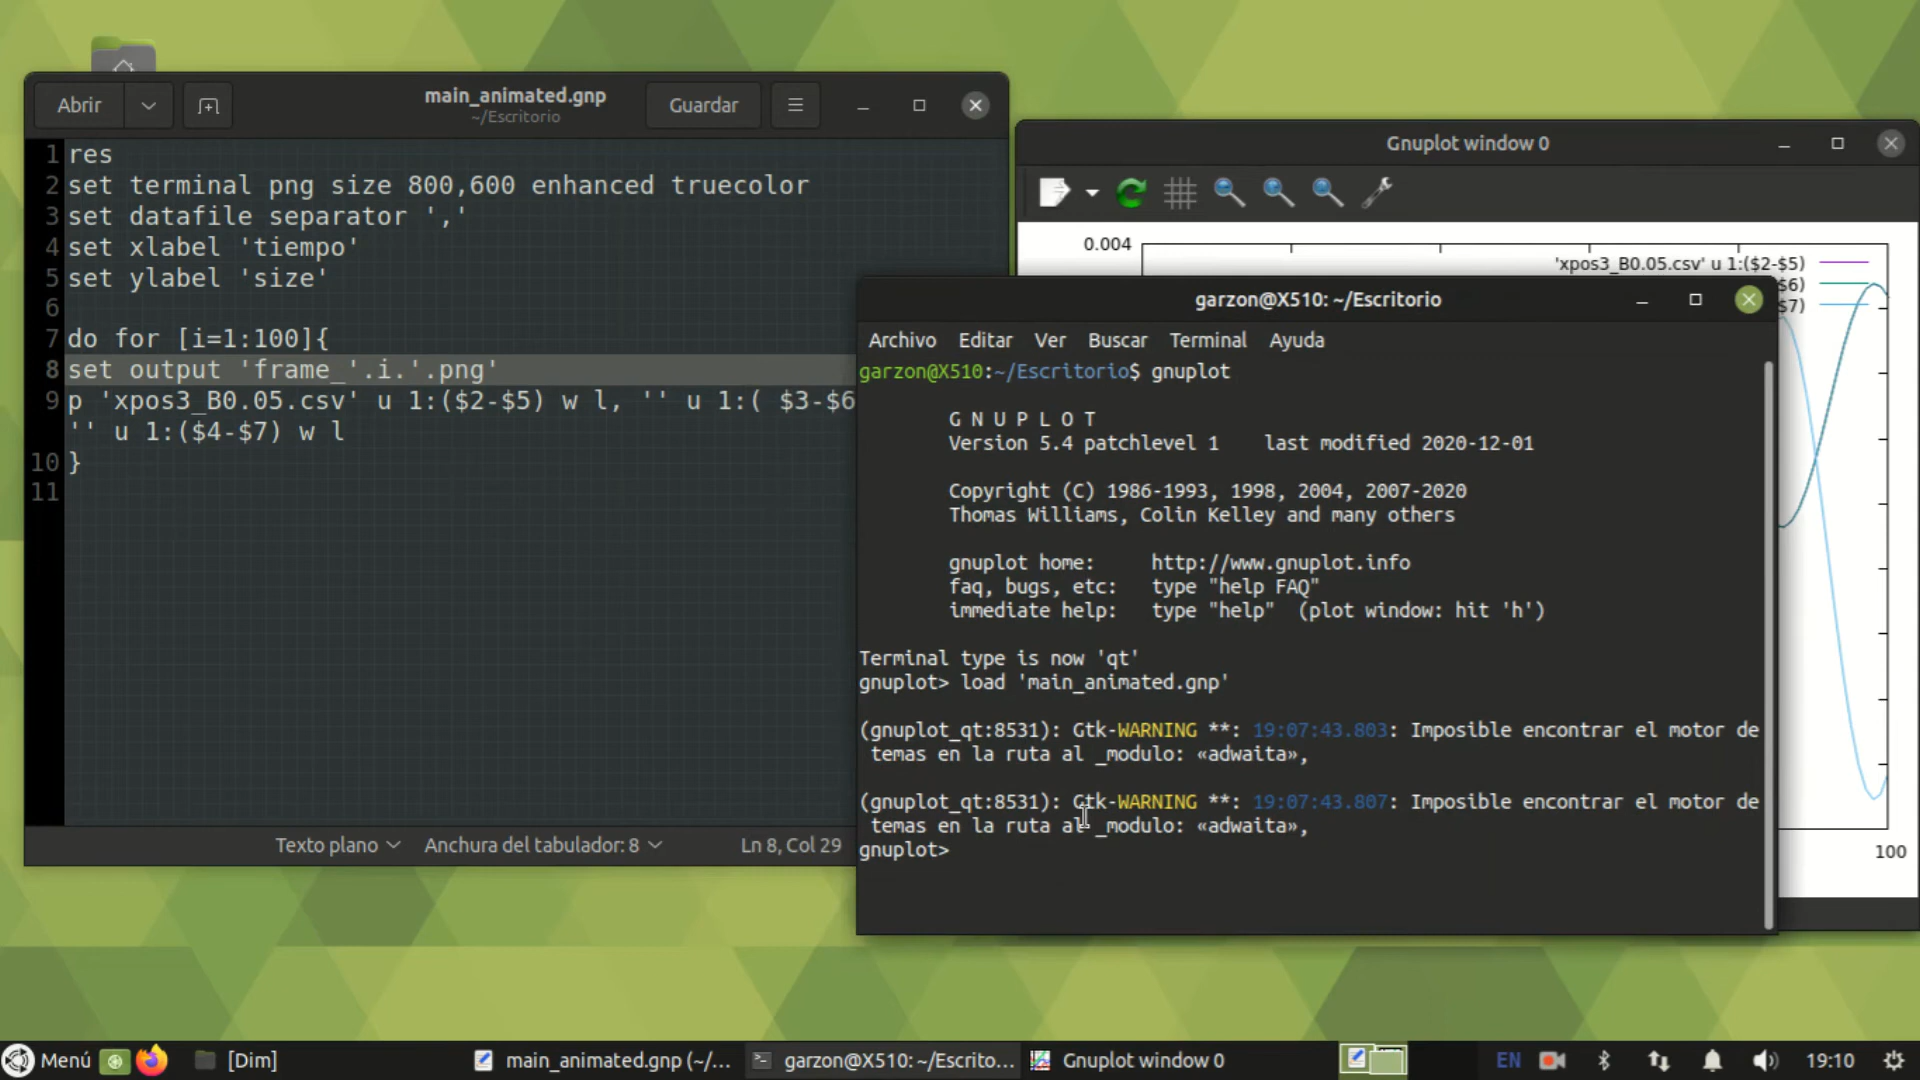 Abrir
main_animated.gnp
~/Escritorio
Guardar
1 res
2 set terminal png size 800,600 enhanced truecolor
3 set datafile separator ','
4 set xlabel 'tiempo'
5 set ylabel 'size'
6
7 do for [i=1:100]{
8 set output 'frame_'.i.'.png'
9 p 'xpos3_B0.05.csv' u 1:($2-$5) w l, '' u 1:( $3-$6
'' u 1:($4-$7) w l
10 }
11
Texto plano
Anchura del tabulador: 8
Ln 8, Col 29
Gnuplot window 0
0.004
'xpos3_B0.05.csv' u 1:($2-$5)
$6)
$7)
100
garzon@X510: ~/Escritorio
Archivo Editar Ver Buscar Terminal Ayuda
garzon@X510:~/Escritorio$ gnuplot
G N U P L O T
Version 5.4 patchlevel 1 last modified 2020-12-01
Copyright (C) 1986-1993, 1998, 2004, 2007-2020
Thomas Williams, Colin Kelley and many others
gnuplot home: http://www.gnuplot.info
faq, bugs, etc: type "help FAQ"
immediate help: type "help" (plot window: hit 'h')
Terminal type is now 'qt'
gnuplot> load 'main_animated.gnp'
(gnuplot_qt:8531): Gtk-WARNING **: 19:07:43.803: Imposible encontrar el motor de
temas en la ruta al _modulo: «adwaita»,
(gnuplot_qt:8531): Gtk-WARNING **: 19:07:43.807: Imposible encontrar el motor de
temas en la ruta al _modulo: «adwaita»,
gnuplot>
Menú
[Dim]
main_animated.gnp (~/...
garzon@X510: ~/Escrito...
Gnuplot window 0
EN
19:10